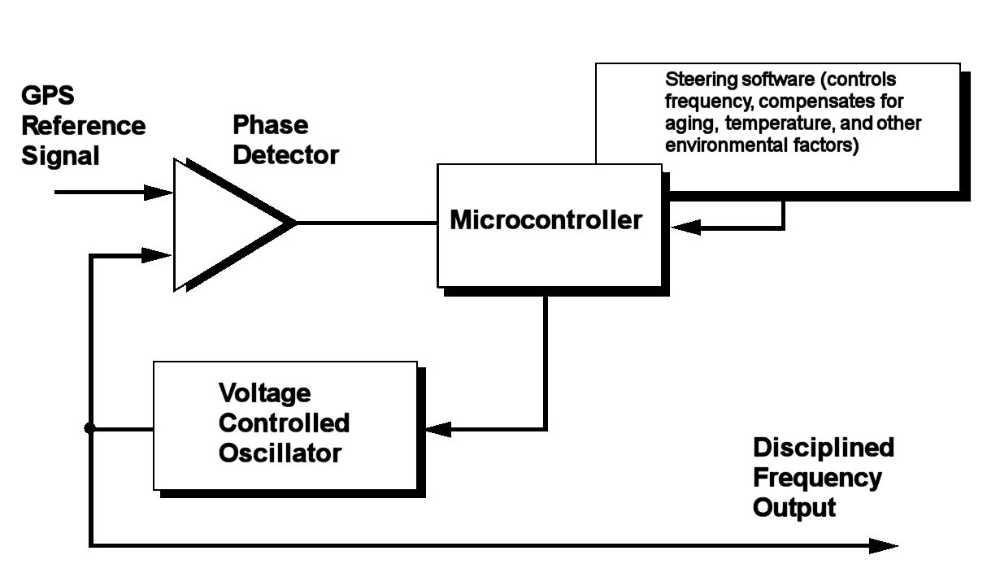 GPS
Reference
Signal
Phase
Detector
Steering software (controls
frequency, compensates for
aging, temperature, and other
environmental factors)
Microcontroller
Voltage
Controlled
Oscillator
Disciplined
Frequency
Output